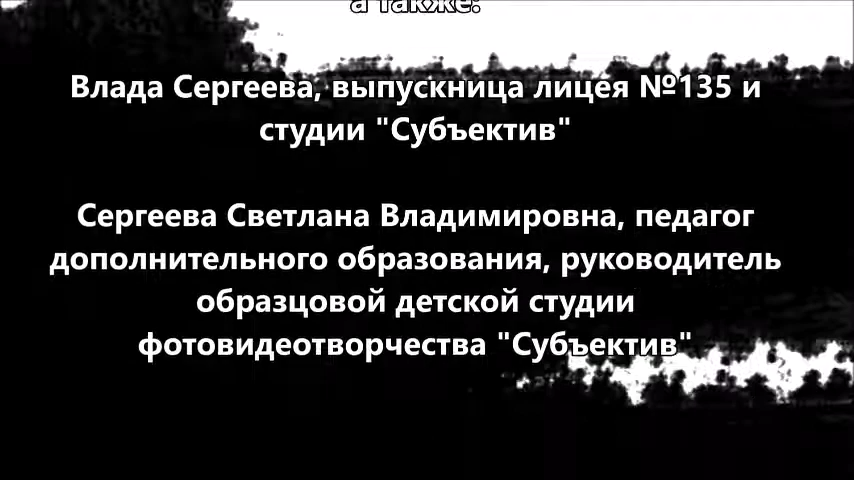 а также:
Влада Сергеева, выпускница лицея №135 и
студии "Субъектив"
Сергеева Светлана Владимировна, педагог
дополнительного образования, руководитель
образцовой детской студии
фотовидеотворчества "Субъектив"